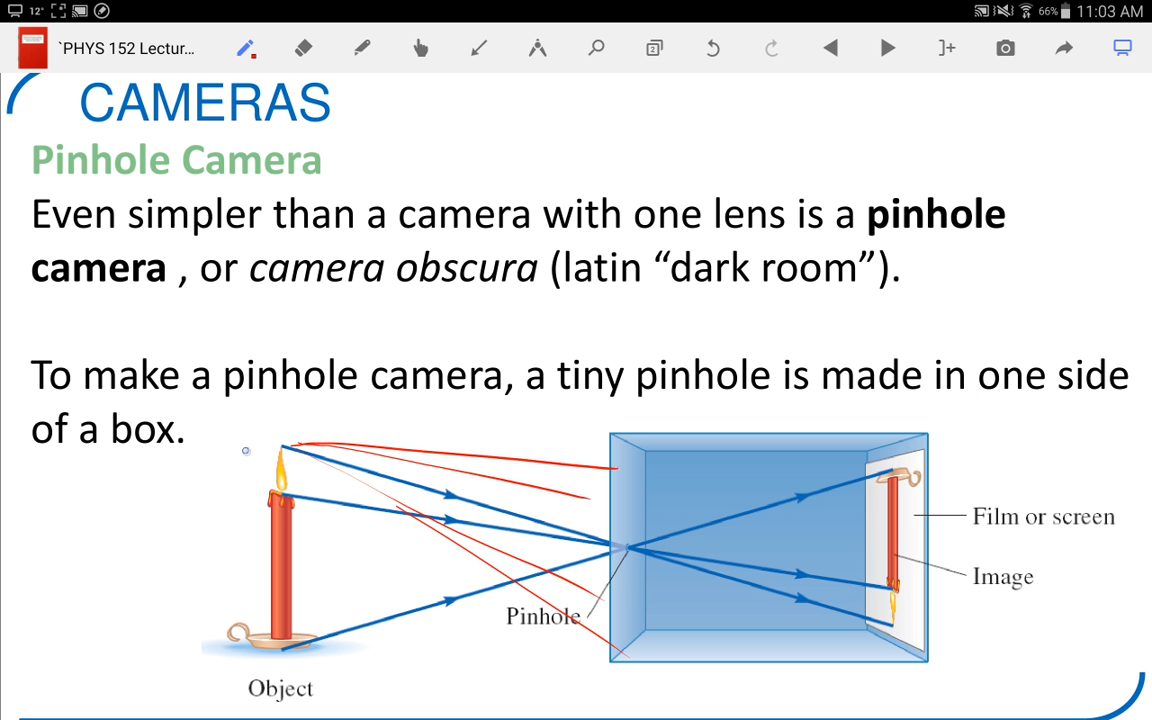 12°
66% 11:03 AM
`PHYS 152 Lectur...
2
]+
CAMERAS
Pinhole Camera
Even simpler than a camera with one lens is a pinhole
camera , or camera obscura (latin “dark room”).
To make a pinhole camera, a tiny pinhole is made in one side
of a box.
Film or screen
Image
Pinhole
Object